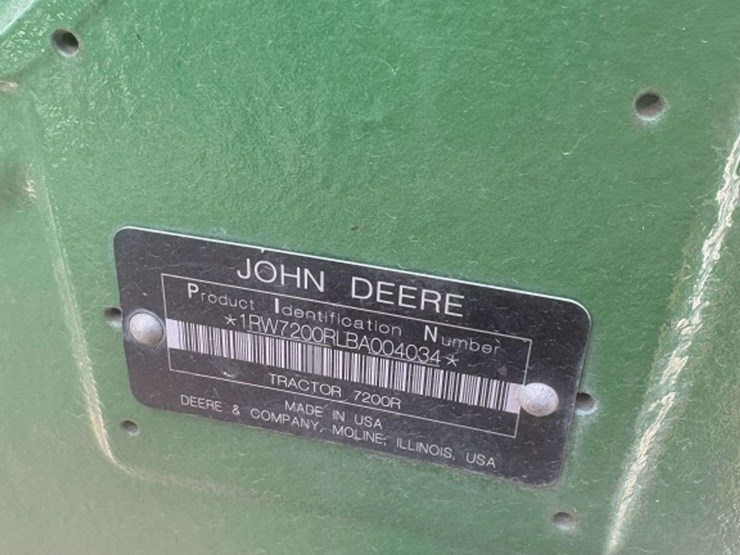 JOHN DEERE
Product Identification Number
*1RW7200RLBA004034*
TRACTOR 7200R
MADE IN USA
DEERE & COMPANY, MOLINE, ILLINOIS, USA